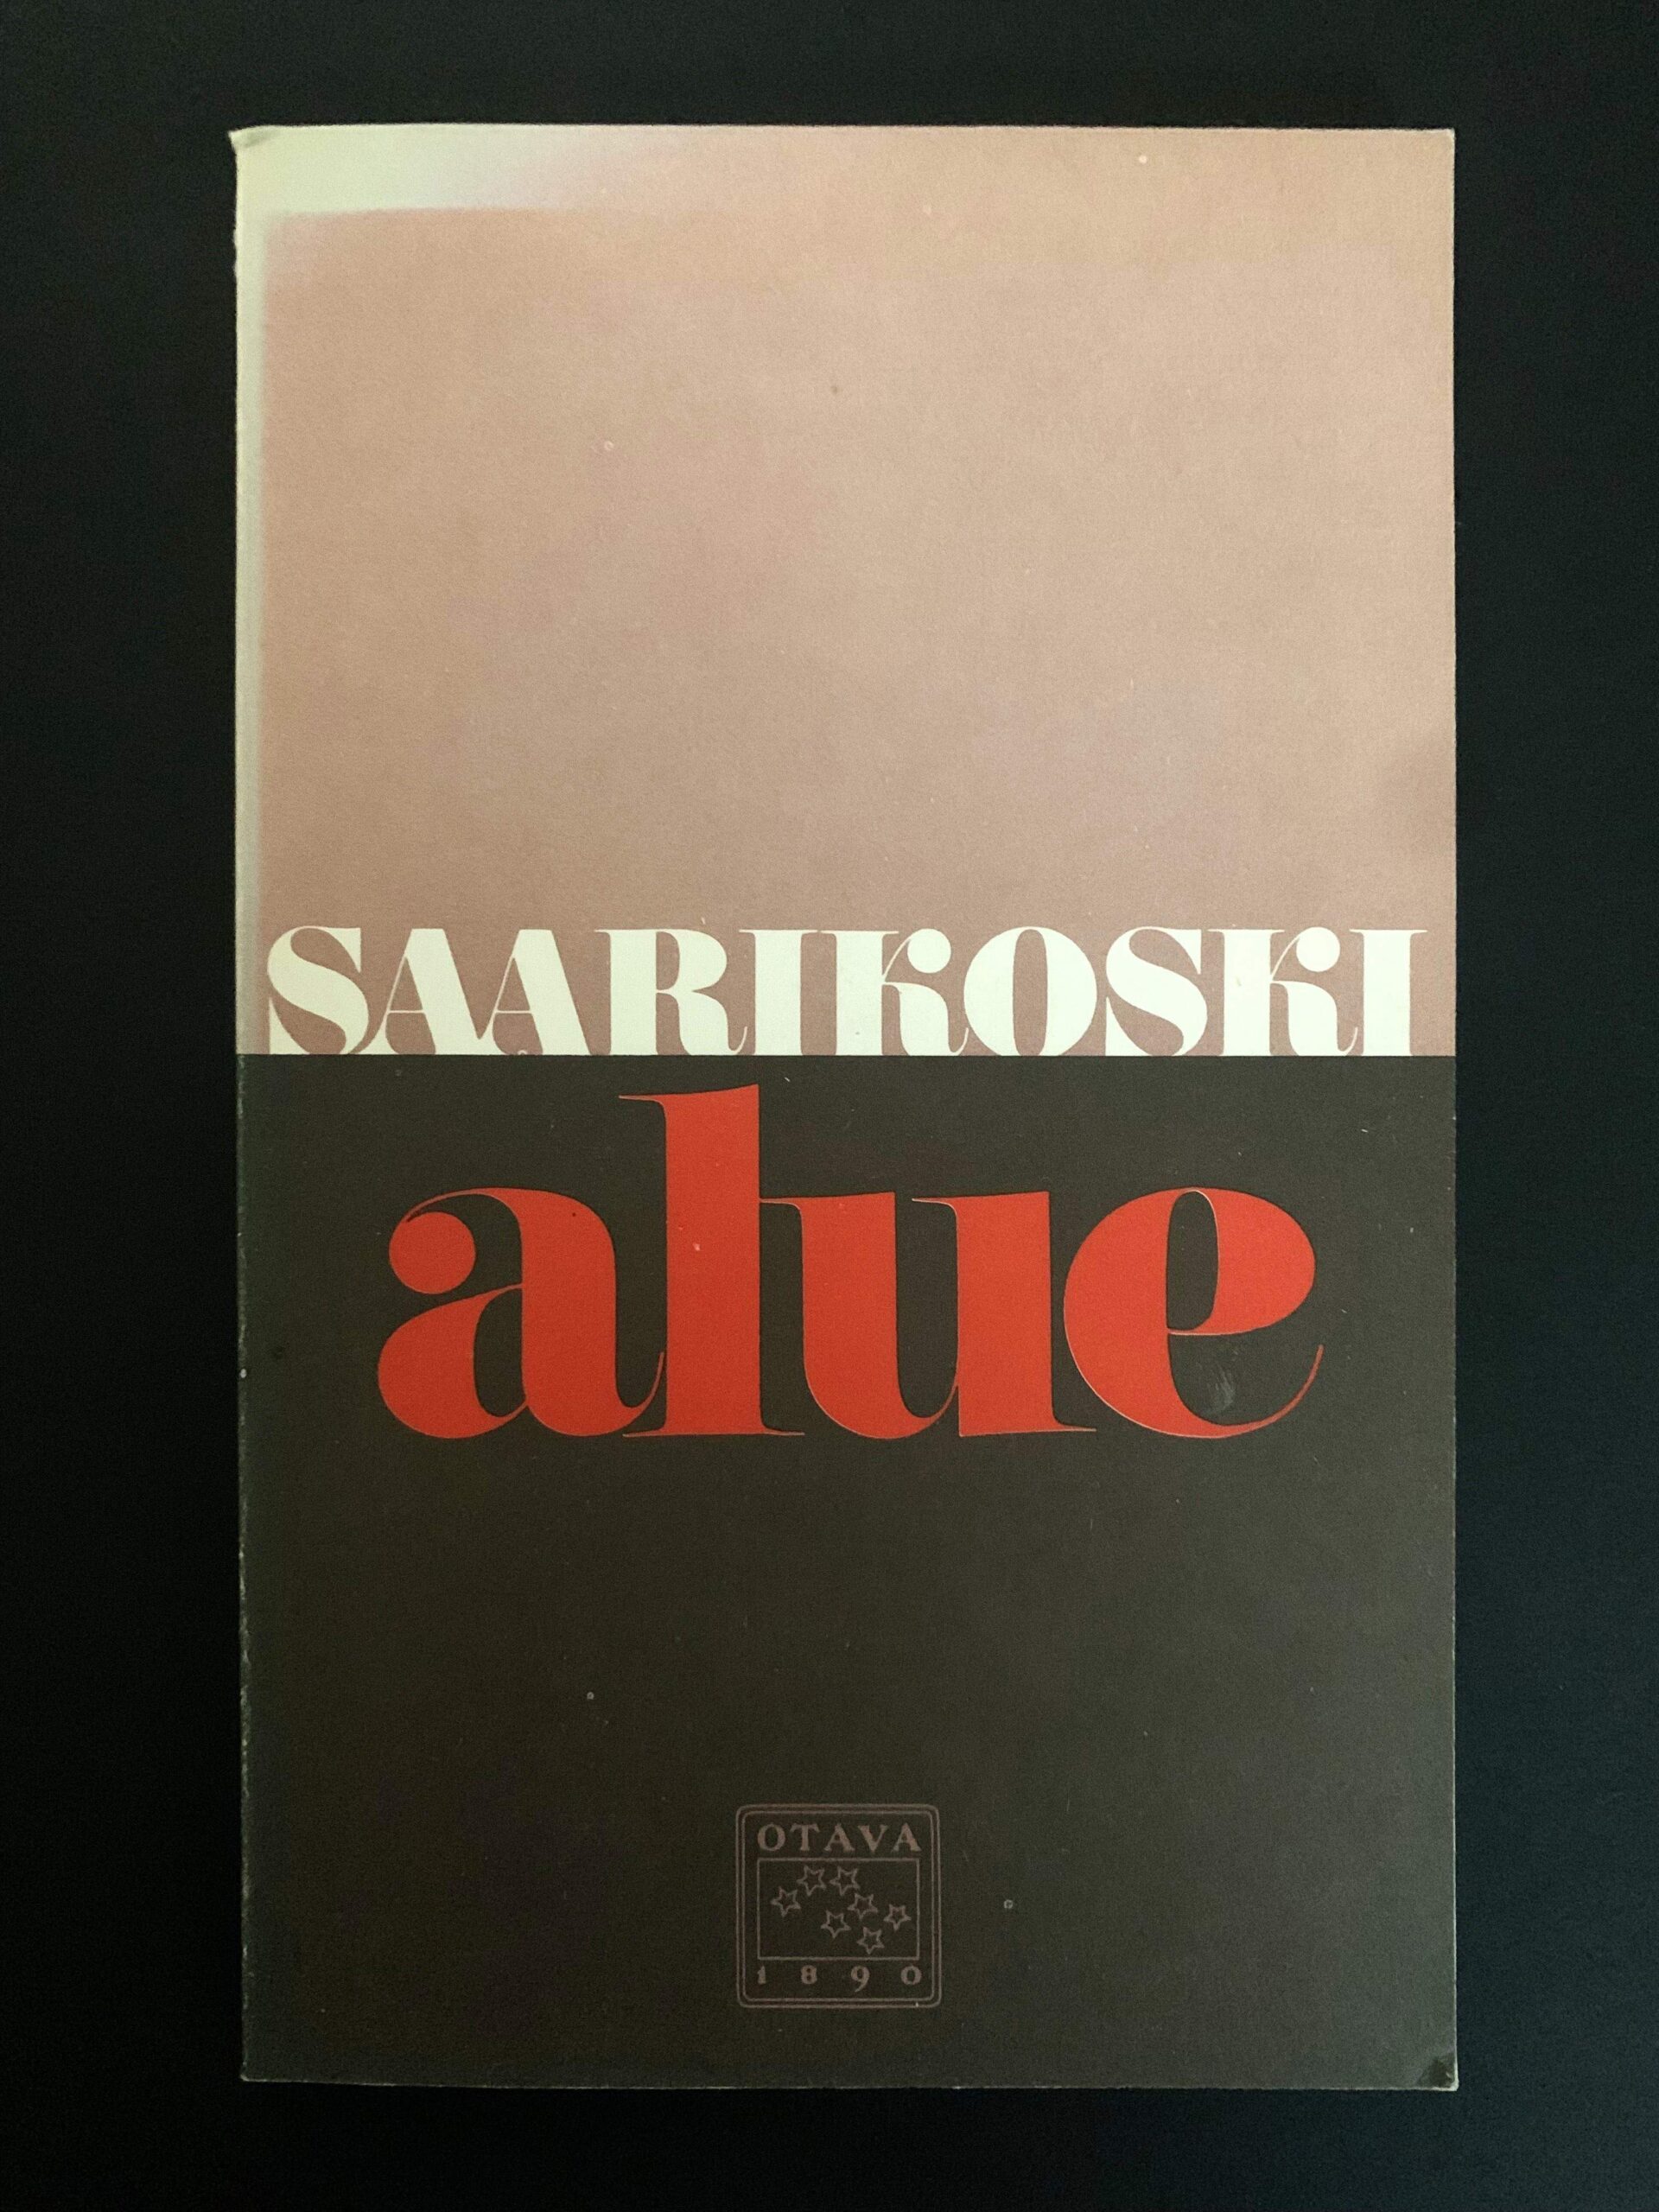 SAARIKOSKI
alue
OTAVA
1890